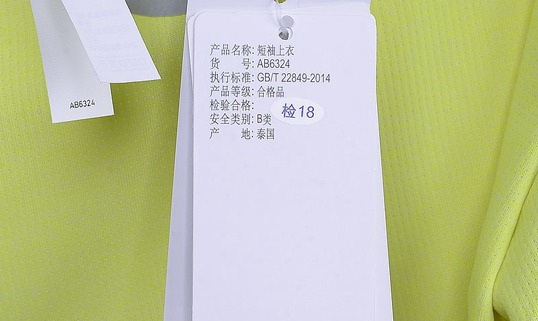 产品名称: 短袖上衣
货 号: AB6324
执行标准: GB/T 22849-2014
产品等级: 合格品
检验合格: 检18
安全类别: B类
产 地: 泰国
AB6324